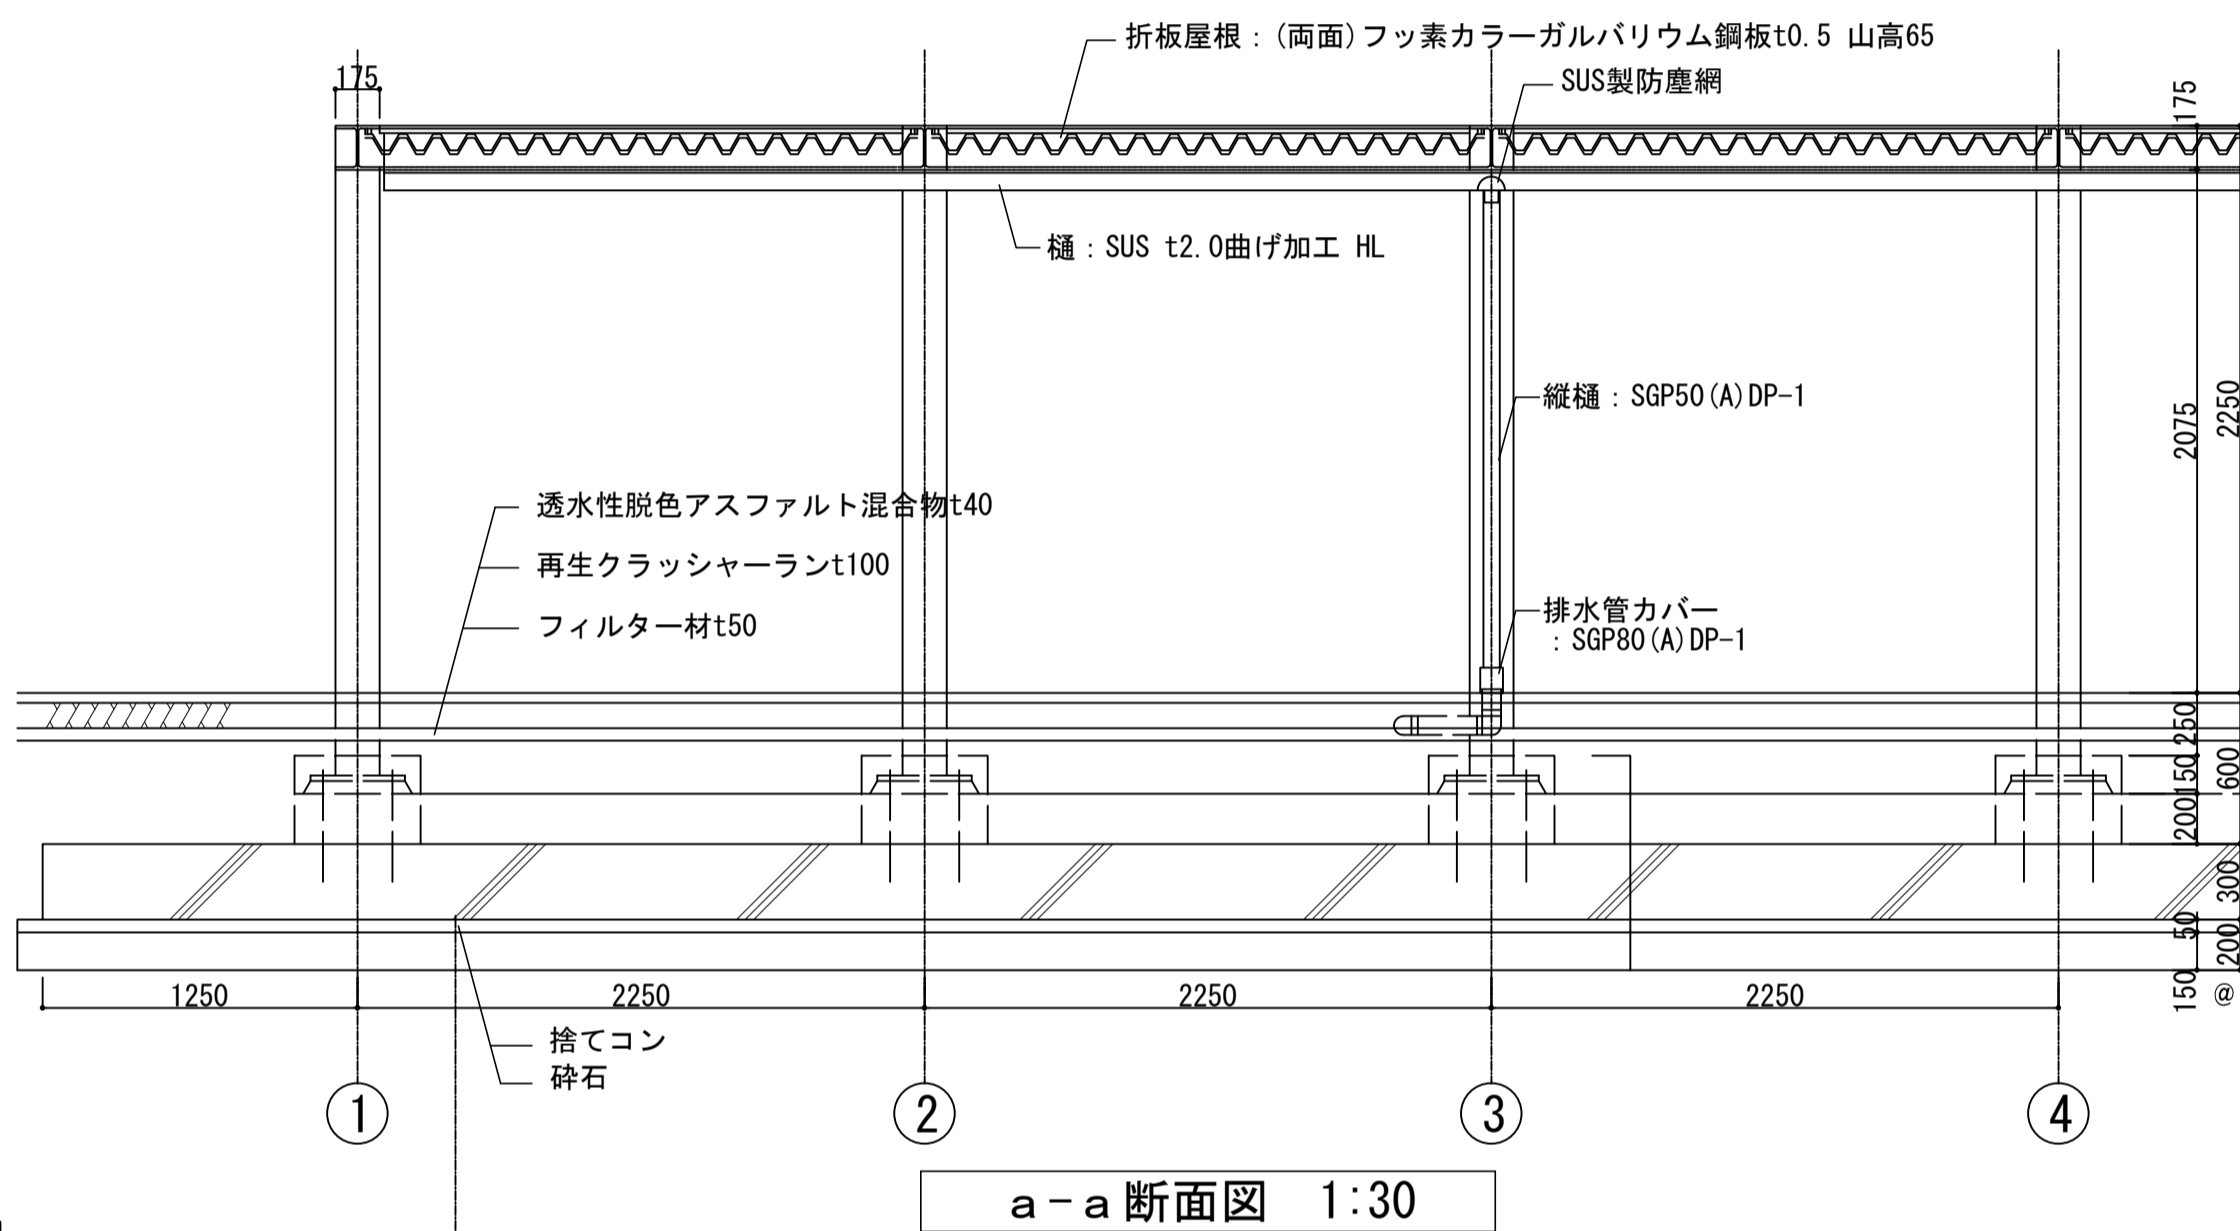 折板屋根：(両面)フッ素カラーガルバリウム鋼板t0.5 山高65
SUS製防塵網
175
175
樋：SUS t2.0曲げ加工 HL
縦樋：SGP50(A)DP-1
2075
2250
透水性脱色アスファルト混合物t40
再生クラッシャーランt100
フィルター材t50
排水管カバー
：SGP80(A)DP-1
250
150
200
600
300
50
200
150
@
1250
2250
2250
2250
捨てコン
砕石
1
2
3
4
a-a断面図 1:30